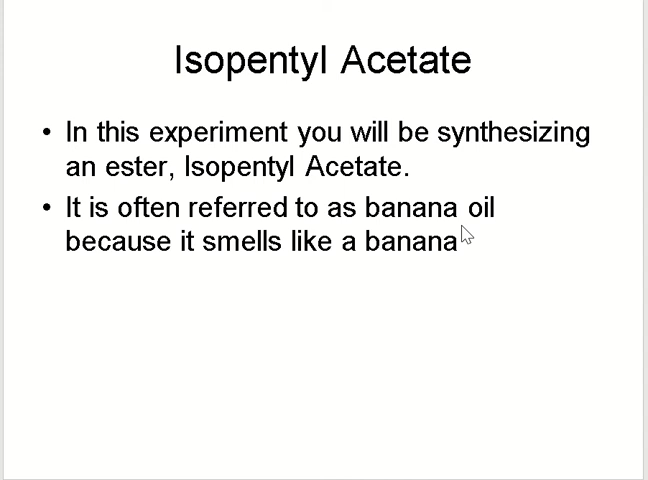 Isopentyl Acetate
• In this experiment you will be synthesizing
an ester, Isopentyl Acetate.
• It is often referred to as banana oil
because it smells like a banana